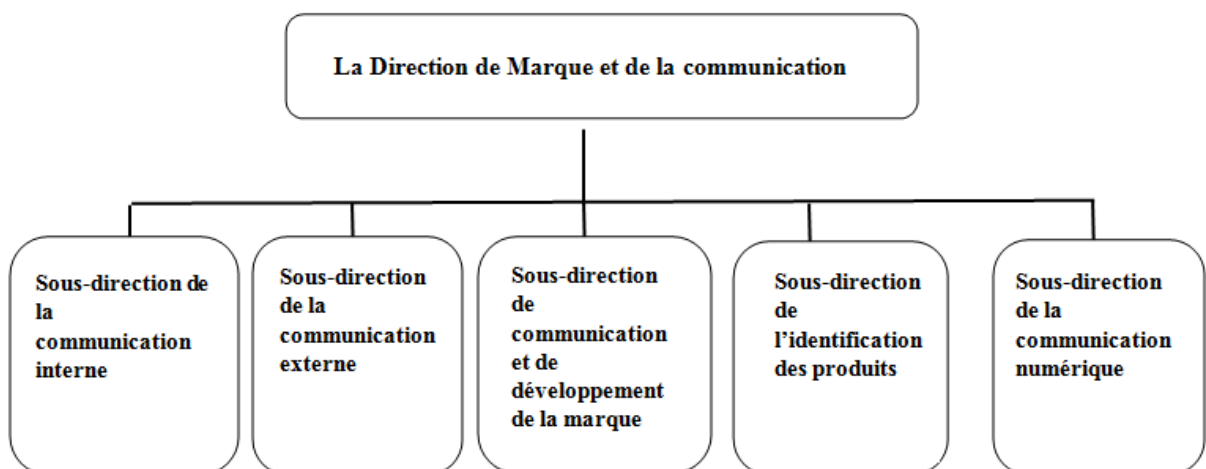 La Direction de Marque et de la communication
Sous-direction de
la
communication
interne
Sous-direction
de la
communication
externe
Sous-direction
de
communication
et de
développement
de la marque
Sous-direction
de
l’identification
des produits
Sous-direction
de la
communication
numérique